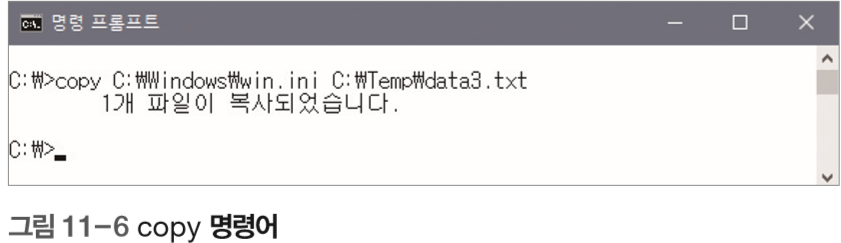 명령 프롬프트
C:₩>copy C:₩Windows₩win.ini C:₩Temp₩data3.txt
1개 파일이 복사되었습니다.
C:₩>
그림 11-6 copy 명령어